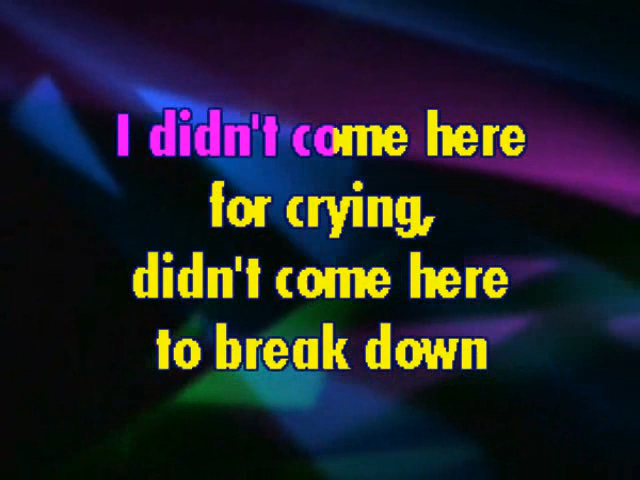 I didn't come here
for crying,
didn't come here
to break down